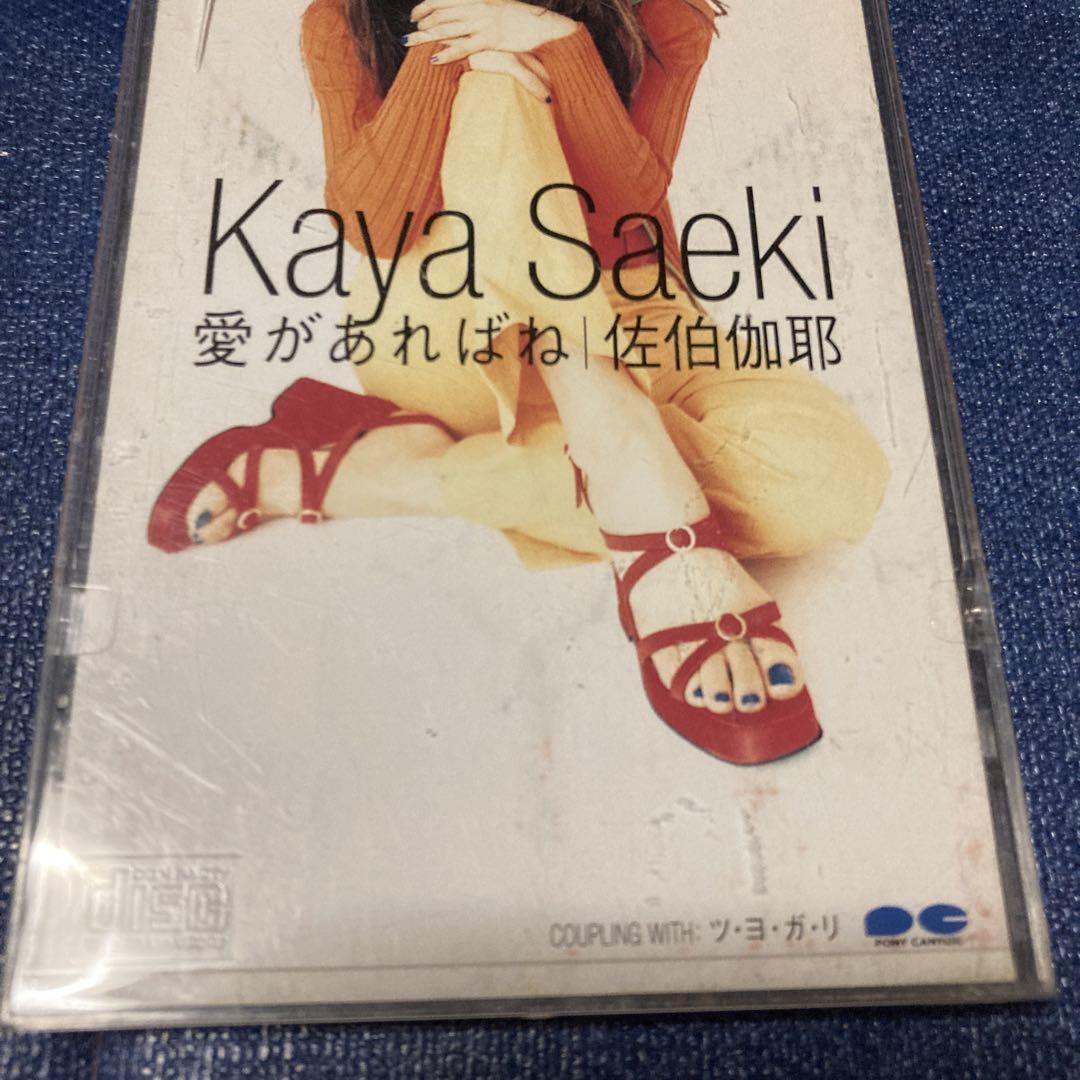 Kaya Saeki
愛があればね|佐伯伽耶
disc
COUPLING WITH: ツ・ヨ・ガ・リ
PONY CANYON